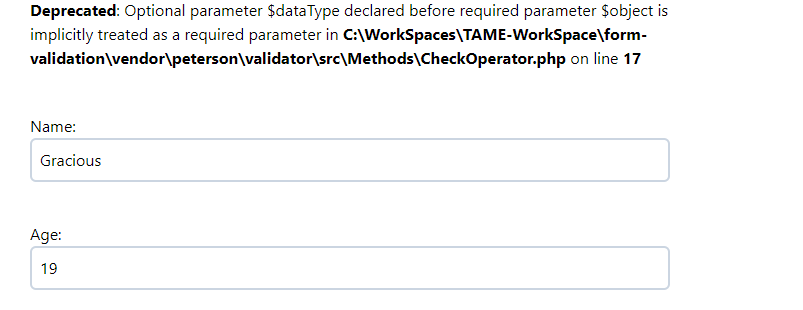 Deprecated: Optional parameter $dataType declared before required parameter $object is
implicitly treated as a required parameter in C:\WorkSpaces\TAME-WorkSpace\form-
validation\vendor\peterson\validator\src\Methods\CheckOperator.php on line 17
Name:
Gracious
Age:
19